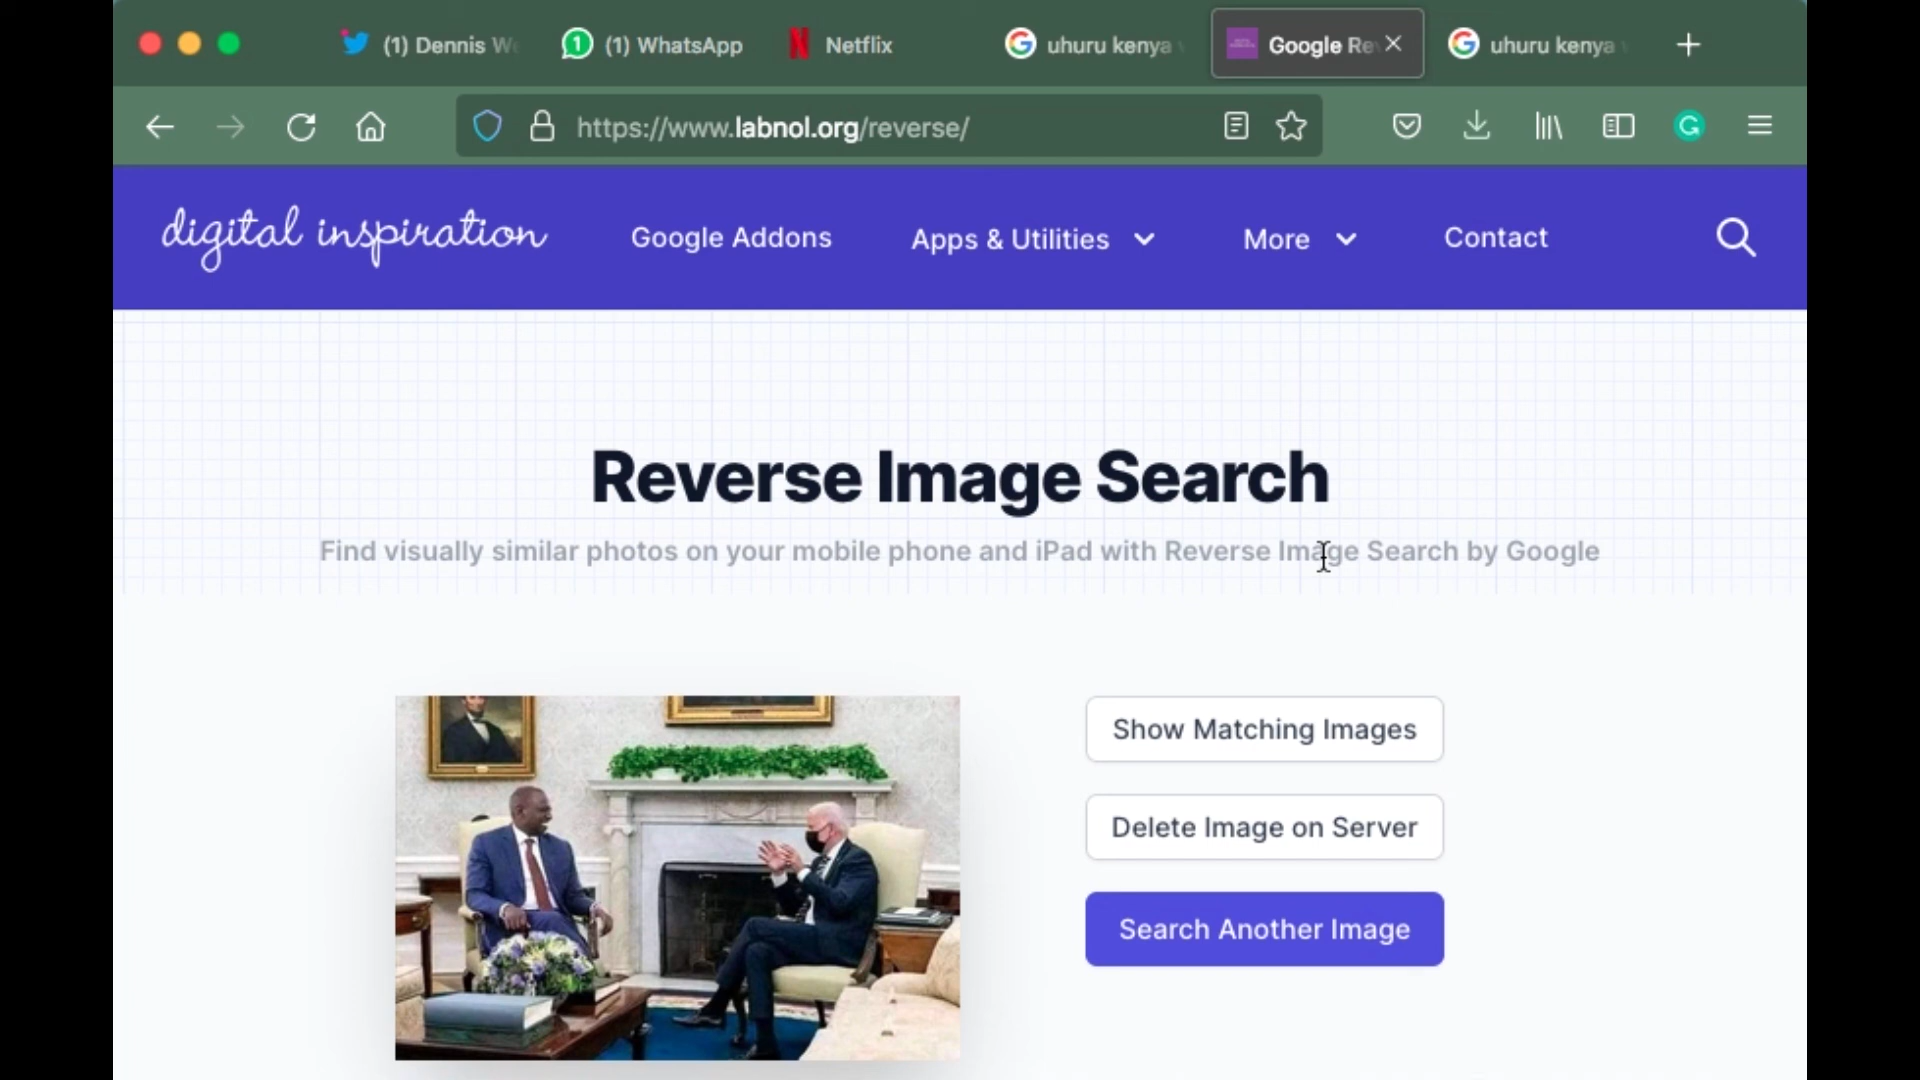 (1) Dennis We
1
(1) WhatsApp
Netflix
uhuru kenya
Google Re
uhuru kenya
https://www.labnol.org/reverse/
digital inspiration
Google Addons
Apps & Utilities
More
Contact
Reverse Image Search
Find visually similar photos on your mobile phone and iPad with Reverse Image Search by Google
Show Matching Images
Delete Image on Server
Search Another Image